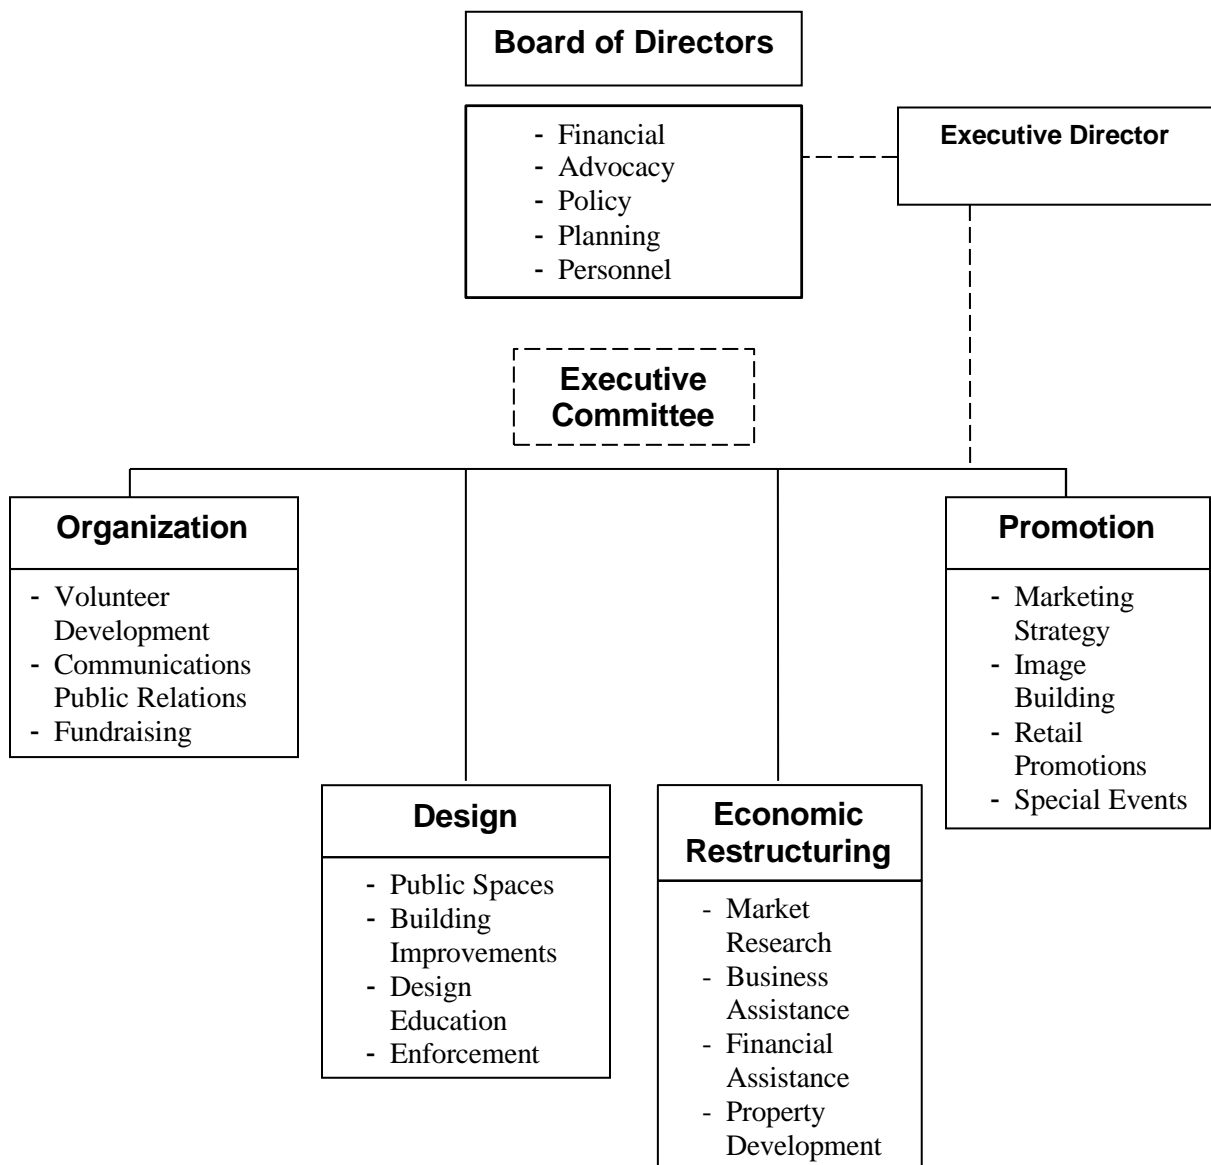 Board of Directors
- Financial
- Advocacy
- Policy
- Planning
- Personnel
Executive Director
Executive
Committee
Organization
- Volunteer
Development
- Communications
Public Relations
- Fundraising
Design
- Public Spaces
- Building
Improvements
- Design
Education
- Enforcement
Economic
Restructuring
- Market
Research
- Business
Assistance
- Financial
Assistance
- Property
Development
Promotion
- Marketing
Strategy
- Image
Building
- Retail
Promotions
- Special Events